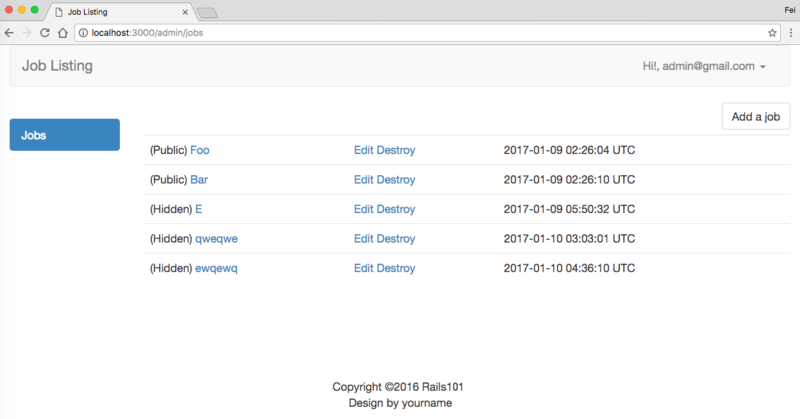 Job Listing
Fei
localhost:3000/admin/jobs
Job Listing
Hi!, admin@gmail.com
Add a job
Jobs
(Public) Foo Edit Destroy 2017-01-09 02:26:04 UTC
(Public) Bar Edit Destroy 2017-01-09 02:26:10 UTC
(Hidden) E Edit Destroy 2017-01-09 05:50:32 UTC
(Hidden) qweqwe Edit Destroy 2017-01-10 03:03:01 UTC
(Hidden) ewqewq Edit Destroy 2017-01-10 04:36:10 UTC
Copyright ©2016 Rails101
Design by yourname